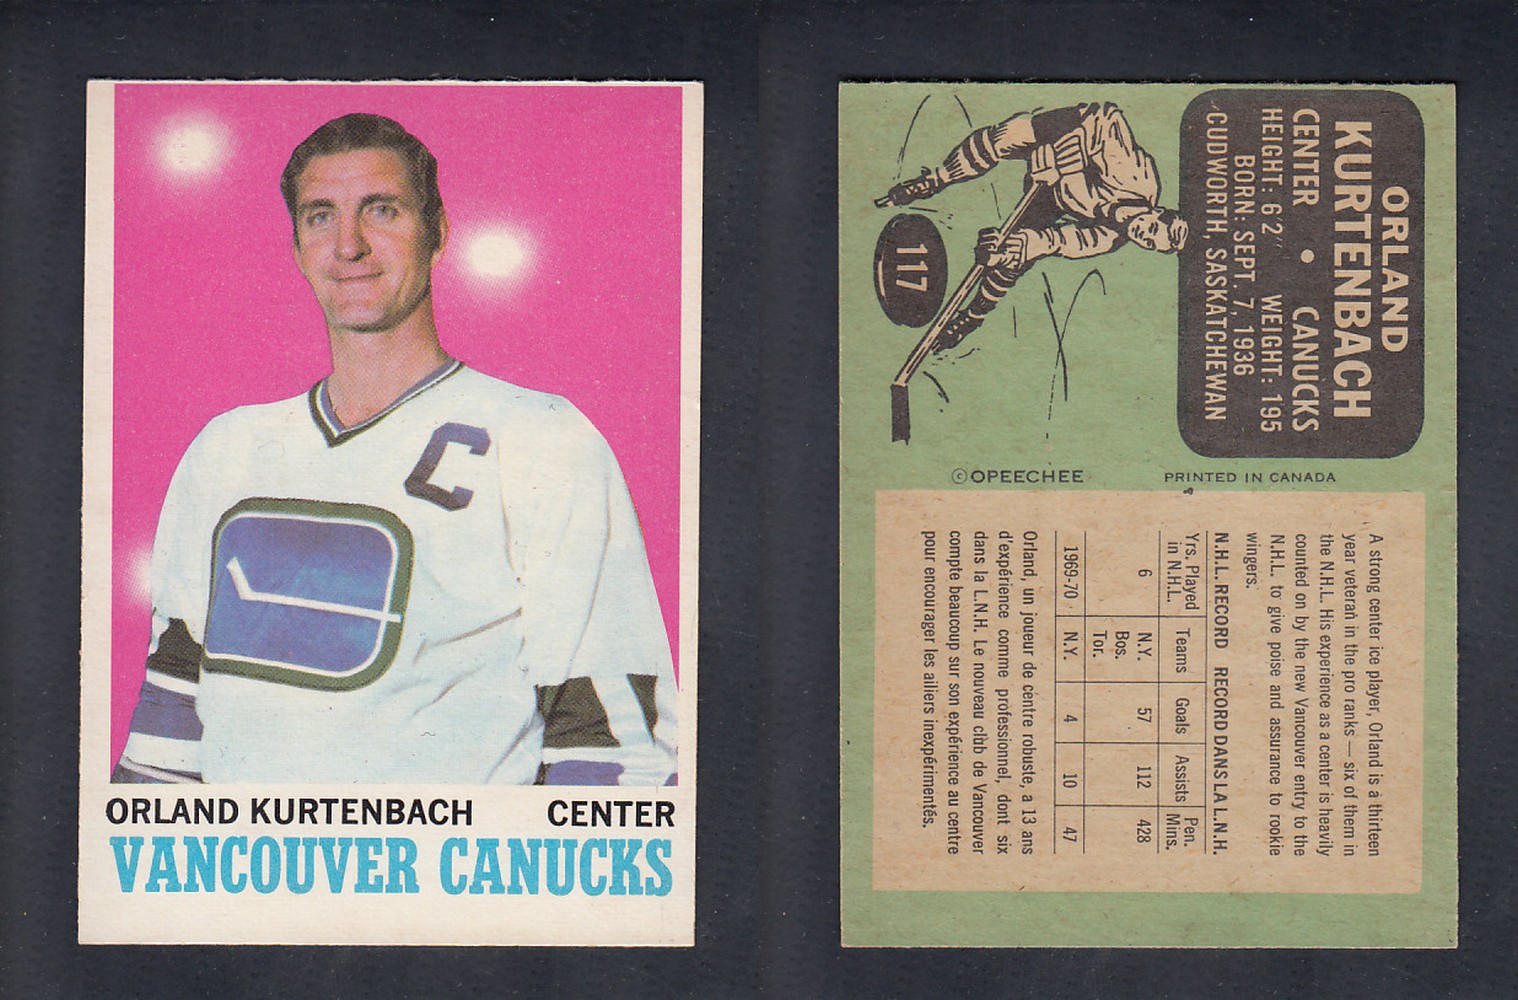 C
ORLAND KURTENBACH CENTER
VANCOUVER CANUCKS
ORLAND
KURTENBACH
CENTER • CANUCKS
HEIGHT: 6'2" WEIGHT: 195
BORN: SEPT. 7, 1936
CUDWORTH, SASKATCHEWAN
117
©OPEECHEE PRINTED IN CANADA
A strong center ice player, Orland is a thirteen
year veteran in the pro ranks — six of them in
the N.H.L. His experience as a center is heavily
counted on by the new Vancouver entry to the
N.H.L. to give poise and assurance to rookie
wingers.
N.H.L. RECORD RECORD DANS LA L.N.H.
Yrs. Played in N.H.L. Teams Goals Assists Pen. Mins.
6 N.Y. 57 112 428
Bos.
Tor.
1969-70 N.Y. 4 10 47
Orland, un joueur de centre robuste, a 13 ans
d'expérience comme professionnel, dont six
dans la L.N.H. Le nouveau club de Vancouver
compte beaucoup sur son expérience au centre
pour encourager les ailiers inexpérimentés.